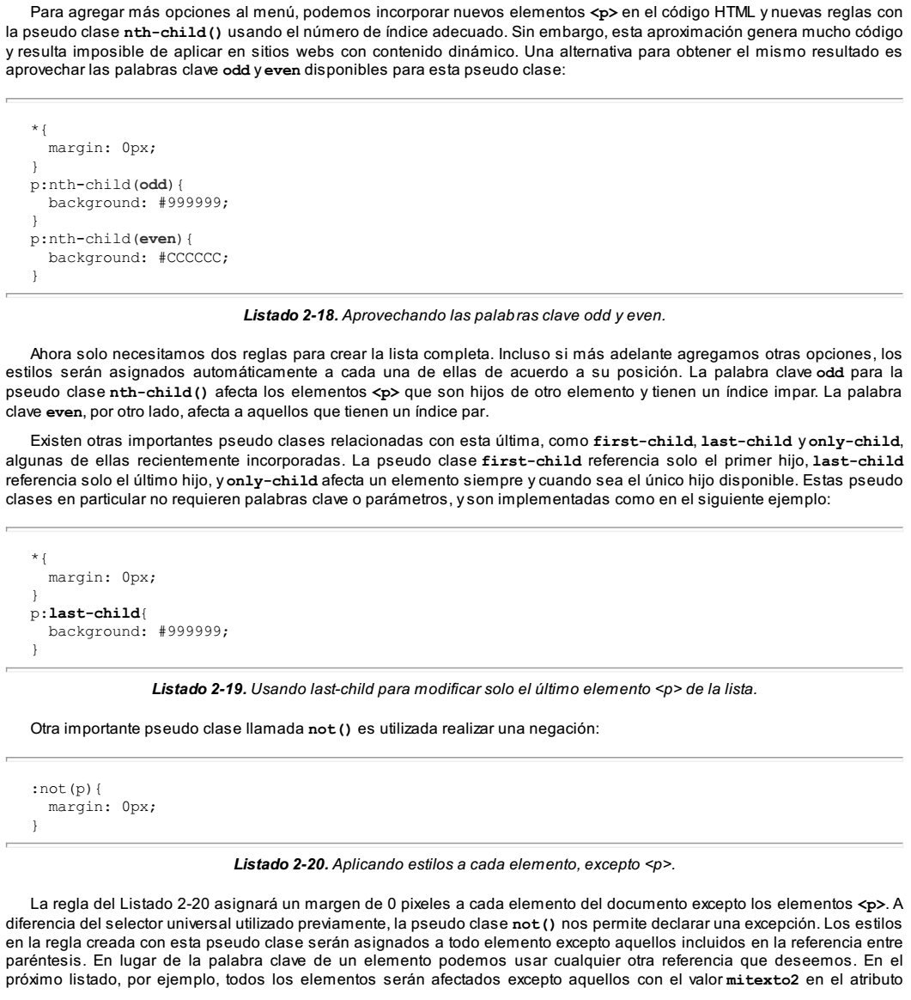 Para agregar más opciones al menú, podemos incorporar nuevos elementos <p> en el código HTML y nuevas reglas con
la pseudo clase nth-child() usando el número de índice adecuado. Sin embargo, esta aproximación genera mucho código
y resulta imposible de aplicar en sitios webs con contenido dinámico. Una alternativa para obtener el mismo resultado es
aprovechar las palabras clave odd y even disponibles para esta pseudo clase:
*{
  margin: 0px;
}
p:nth-child(odd){
  background: #999999;
}
p:nth-child(even){
  background: #CCCCCC;
}
Listado 2-18. Aprovechando las palabras clave odd y even.
Ahora solo necesitamos dos reglas para crear la lista completa. Incluso si más adelante agregamos otras opciones, los
estilos serán asignados automáticamente a cada una de ellas de acuerdo a su posición. La palabra clave odd para la
pseudo clase nth-child() afecta los elementos <p> que son hijos de otro elemento y tienen un índice impar. La palabra
clave even, por otro lado, afecta a aquellos que tienen un índice par.
Existen otras importantes pseudo clases relacionadas con esta última, como first-child, last-child y only-child,
algunas de ellas recientemente incorporadas. La pseudo clase first-child referencia solo el primer hijo, last-child
referencia solo el último hijo, y only-child afecta un elemento siempre y cuando sea el único hijo disponible. Estas pseudo
clases en particular no requieren palabras clave o parámetros, y son implementadas como en el siguiente ejemplo:
*{
  margin: 0px;
}
p:last-child{
  background: #999999;
}
Listado 2-19. Usando last-child para modificar solo el último elemento <p> de la lista.
Otra importante pseudo clase llamada not() es utilizada realizar una negación:
:not(p){
  margin: 0px;
}
Listado 2-20. Aplicando estilos a cada elemento, excepto <p>.
La regla del Listado 2-20 asignará un margen de 0 pixeles a cada elemento del documento excepto los elementos <p>. A
diferencia del selector universal utilizado previamente, la pseudo clase not() nos permite declarar una excepción. Los estilos
en la regla creada con esta pseudo clase serán asignados a todo elemento excepto aquellos incluidos en la referencia entre
paréntesis. En lugar de la palabra clave de un elemento podemos usar cualquier otra referencia que deseemos. En el
próximo listado, por ejemplo, todos los elementos serán afectados excepto aquellos con el valor mitexto2 en el atributo